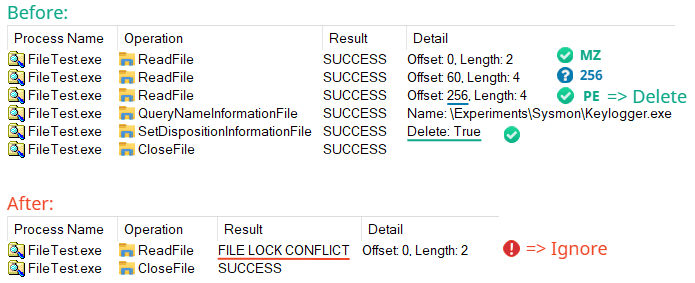 Before:
Process Name Operation Result Detail
FileTest.exe ReadFile SUCCESS Offset: 0, Length: 2 MZ
FileTest.exe ReadFile SUCCESS Offset: 60, Length: 4 ? 256
FileTest.exe ReadFile SUCCESS Offset: 256, Length: 4 PE => Delete
FileTest.exe QueryNameInformationFile SUCCESS Name: \Experiments\Sysmon\Keylogger.exe
FileTest.exe SetDispositionInformationFile SUCCESS Delete: True
FileTest.exe CloseFile SUCCESS
After:
Process Name Operation Result Detail
FileTest.exe ReadFile FILE LOCK CONFLICT Offset: 0, Length: 2 ! => Ignore
FileTest.exe CloseFile SUCCESS